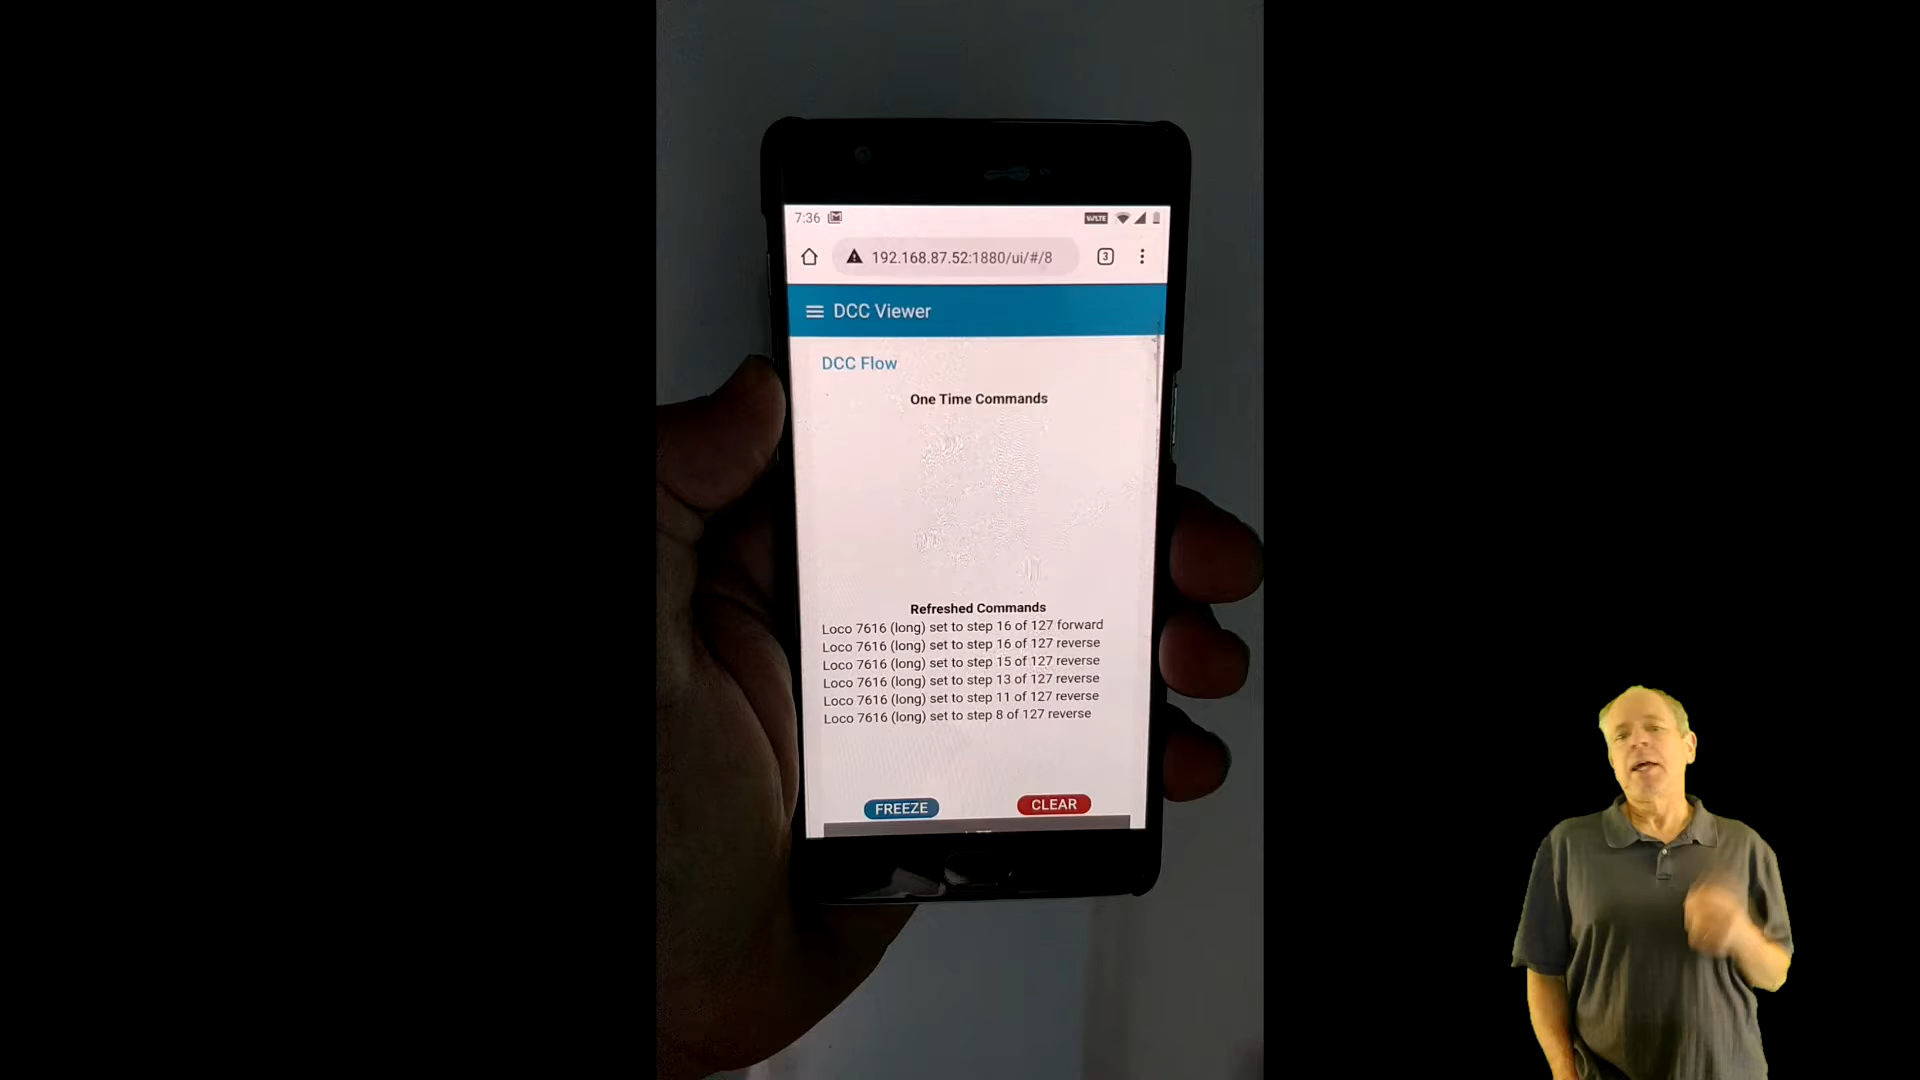 7:36
VoLTE
192.168.87.52:1880/ui/#/8
3
DCC Viewer
DCC Flow
One Time Commands
Refreshed Commands
Loco 7616 (long) set to step 16 of 127 forward
Loco 7616 (long) set to step 16 of 127 reverse
Loco 7616 (long) set to step 15 of 127 reverse
Loco 7616 (long) set to step 13 of 127 reverse
Loco 7616 (long) set to step 11 of 127 reverse
Loco 7616 (long) set to step 8 of 127 reverse
FREEZE
CLEAR